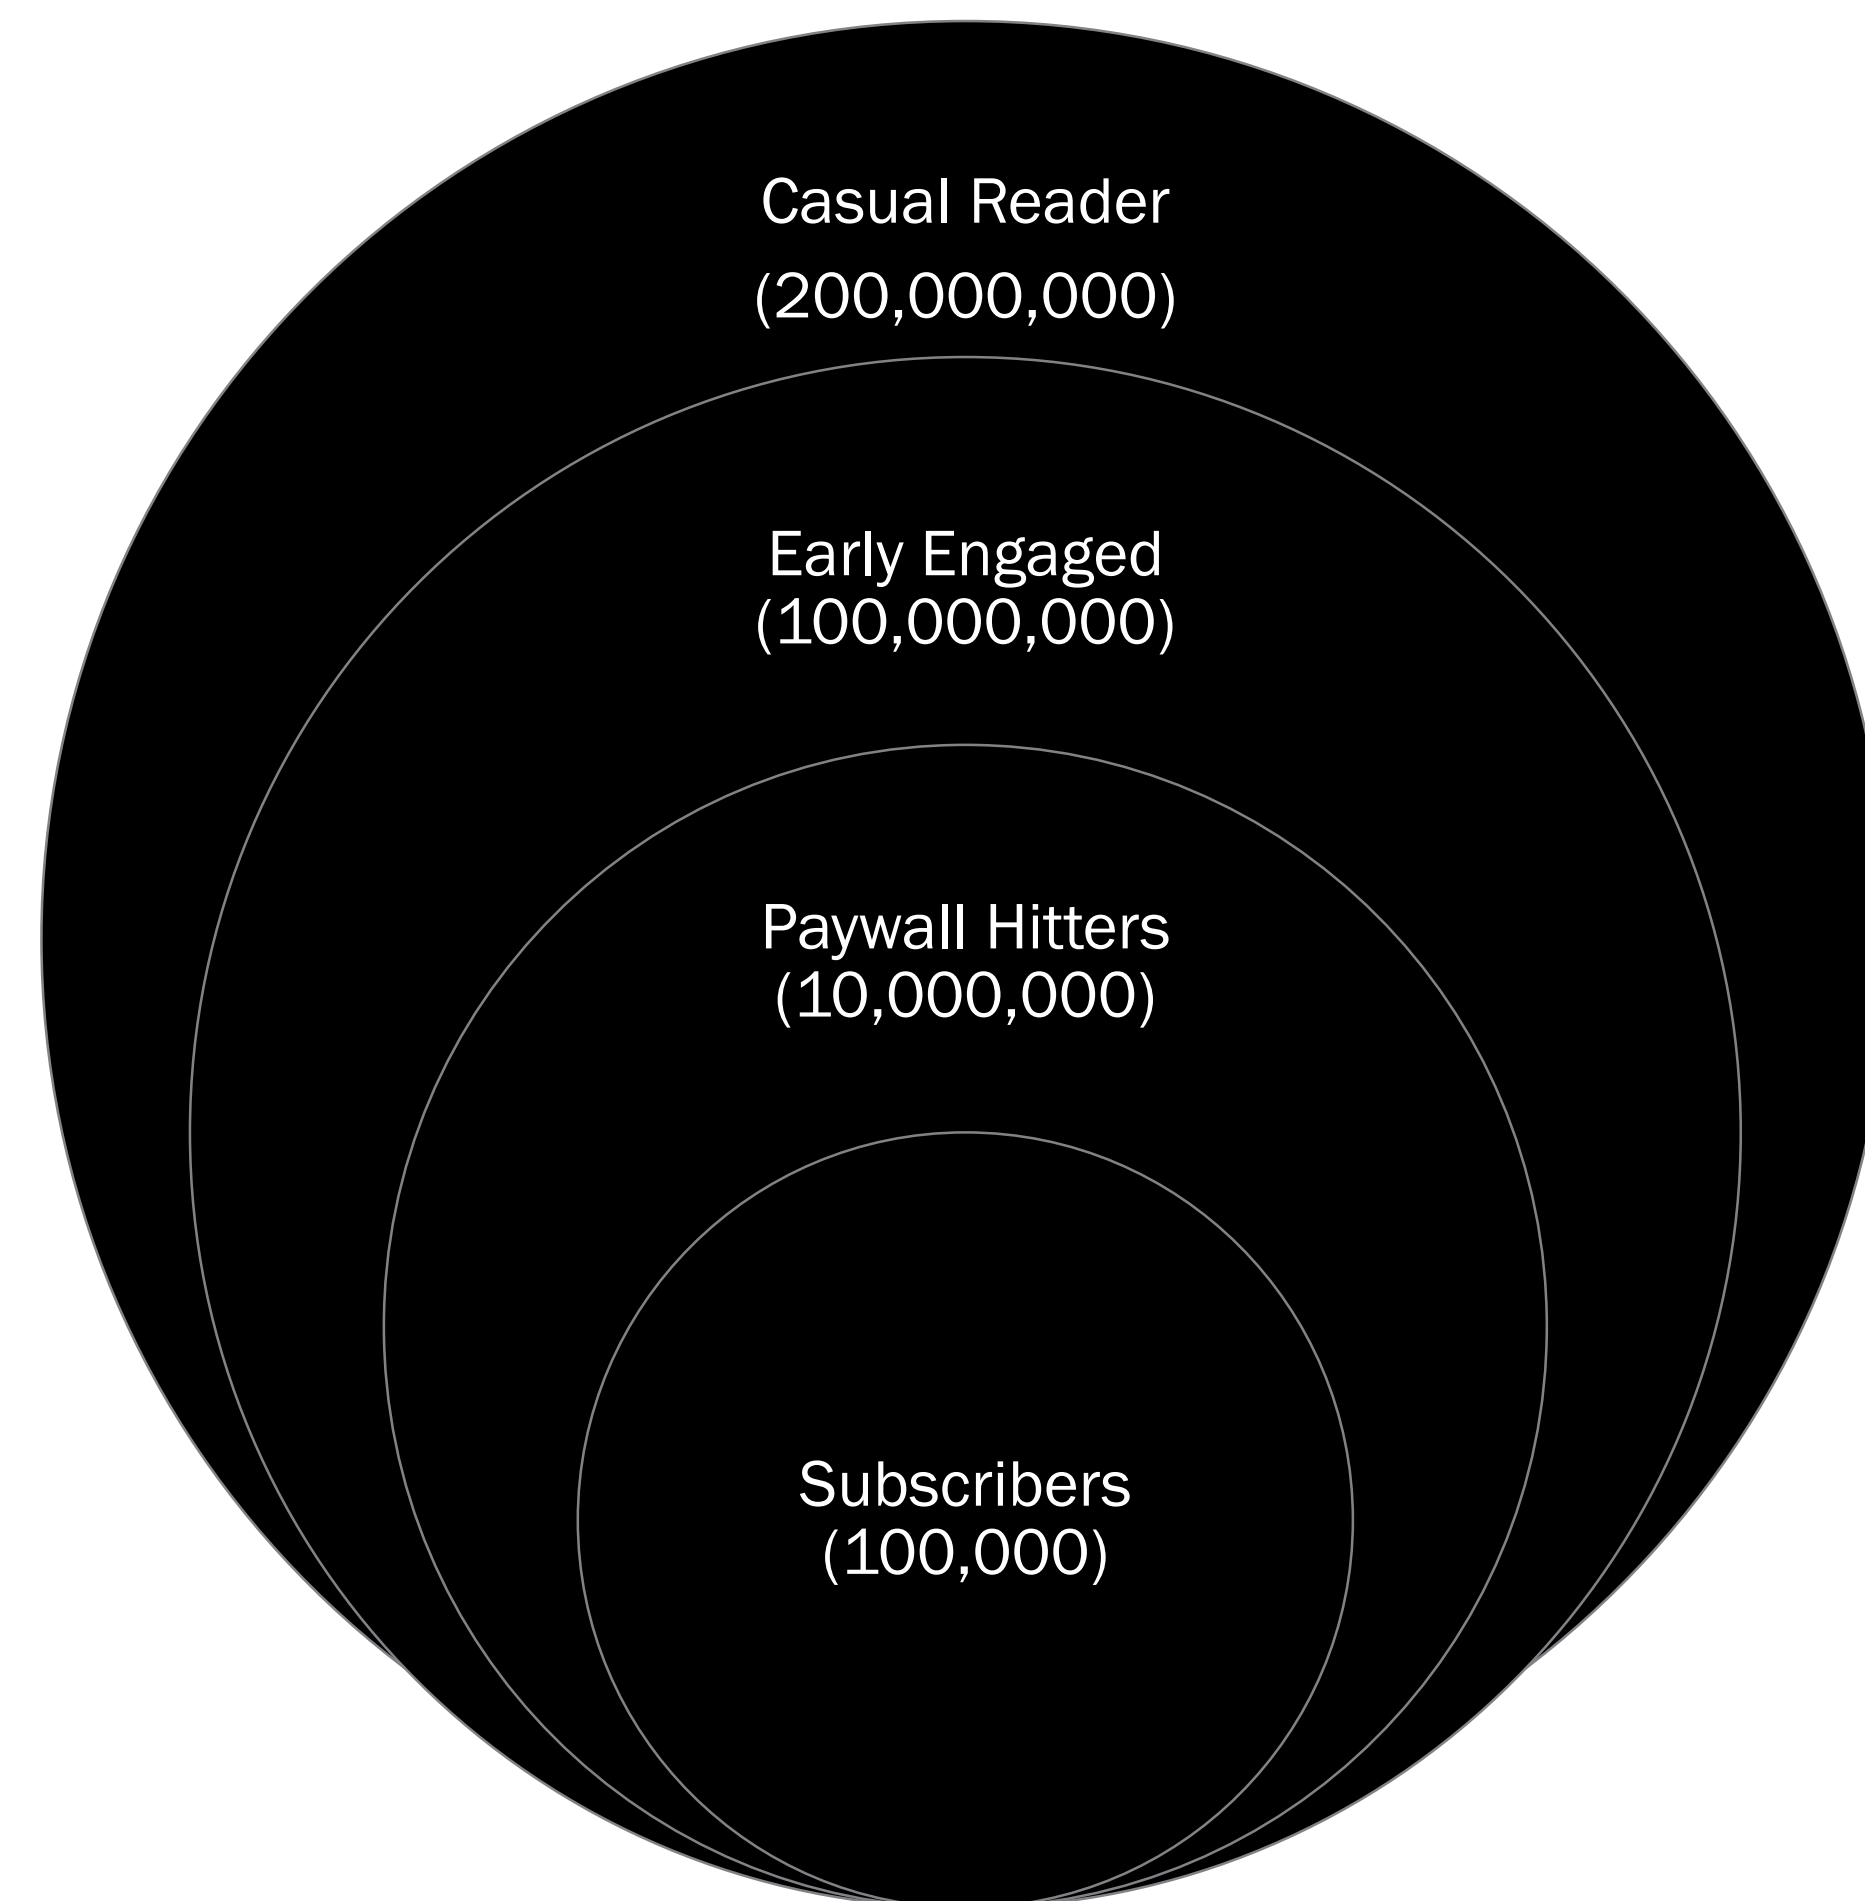 Casual Reader
(200,000,000)
Early Engaged
(100,000,000)
Paywall Hitters
(10,000,000)
Subscribers
(100,000)